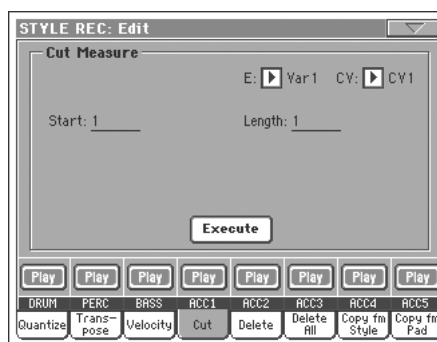 STYLE REC: Edit
Cut Measure
E: Var1 CV: CV1
Start: 1 Length: 1
Execute
Play Play Play Play Play Play Play Play
DRUM PERC BASS ACC1 ACC2 ACC3 ACC4 ACC5
Quantize Trans-pose Velocity Cut Delete Delete All Copy fm Style Copy fm Pad